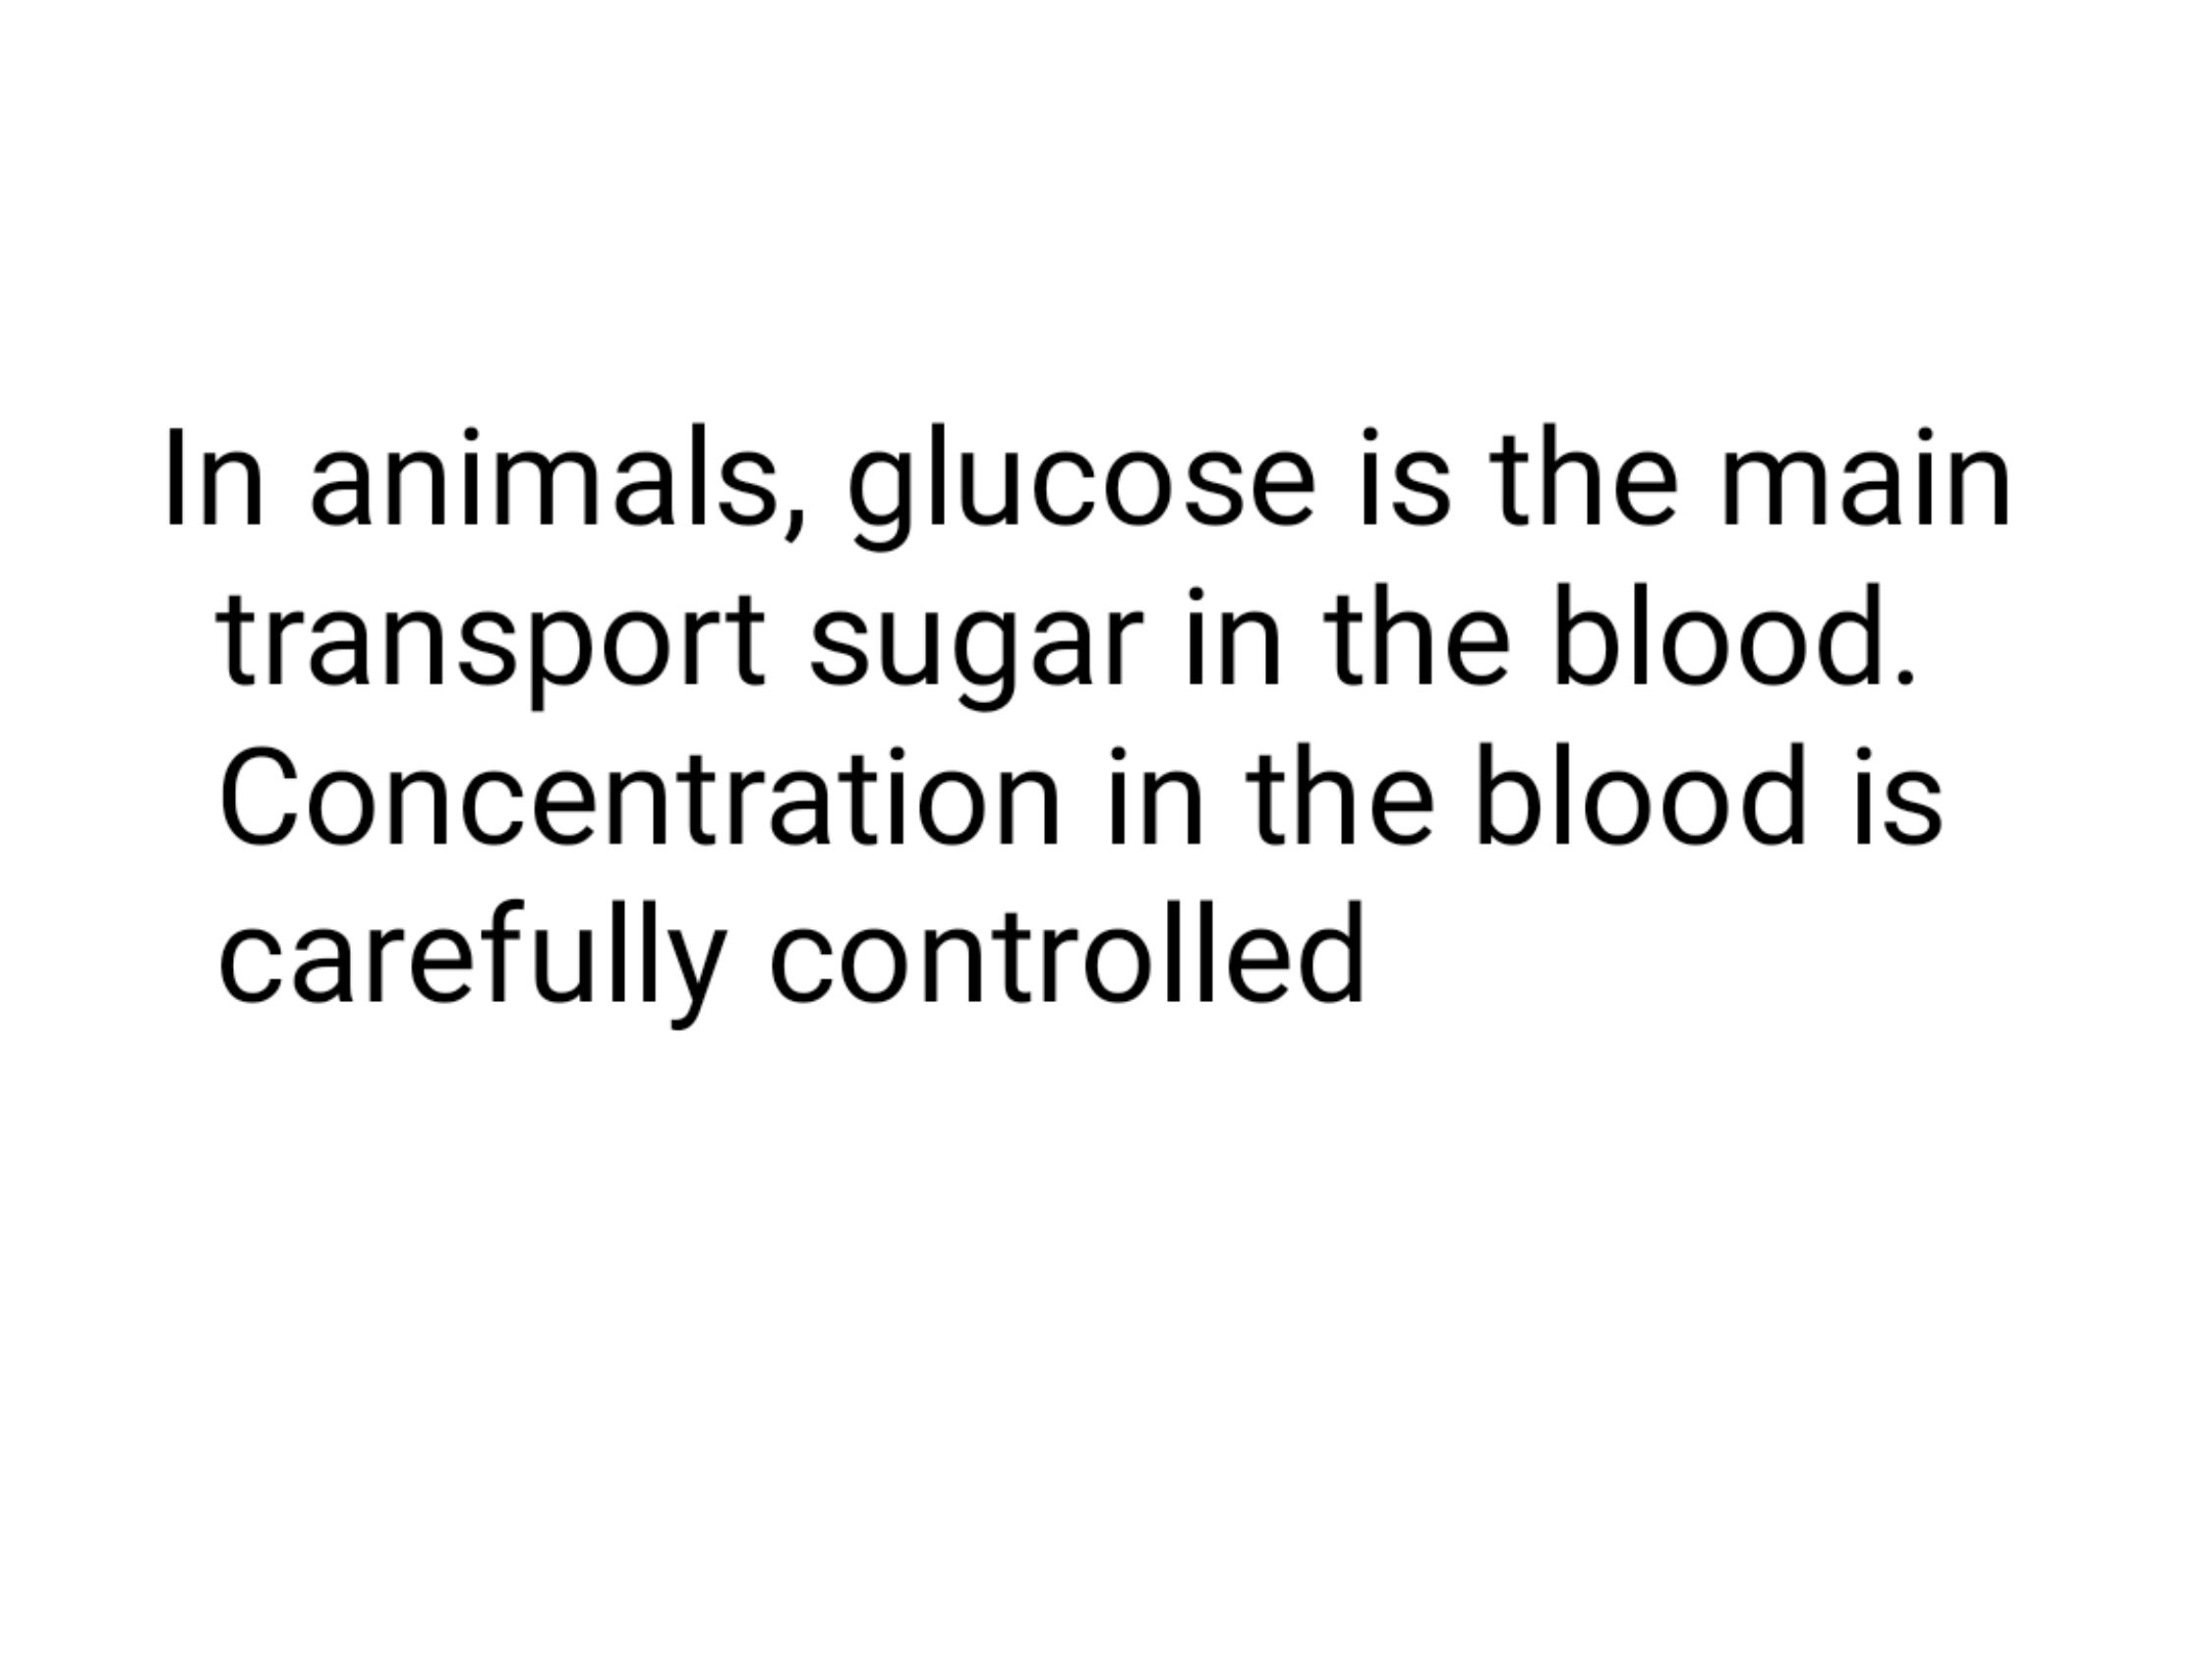 In animals, glucose is the main
transport sugar in the blood.
Concentration in the blood is
carefully controlled